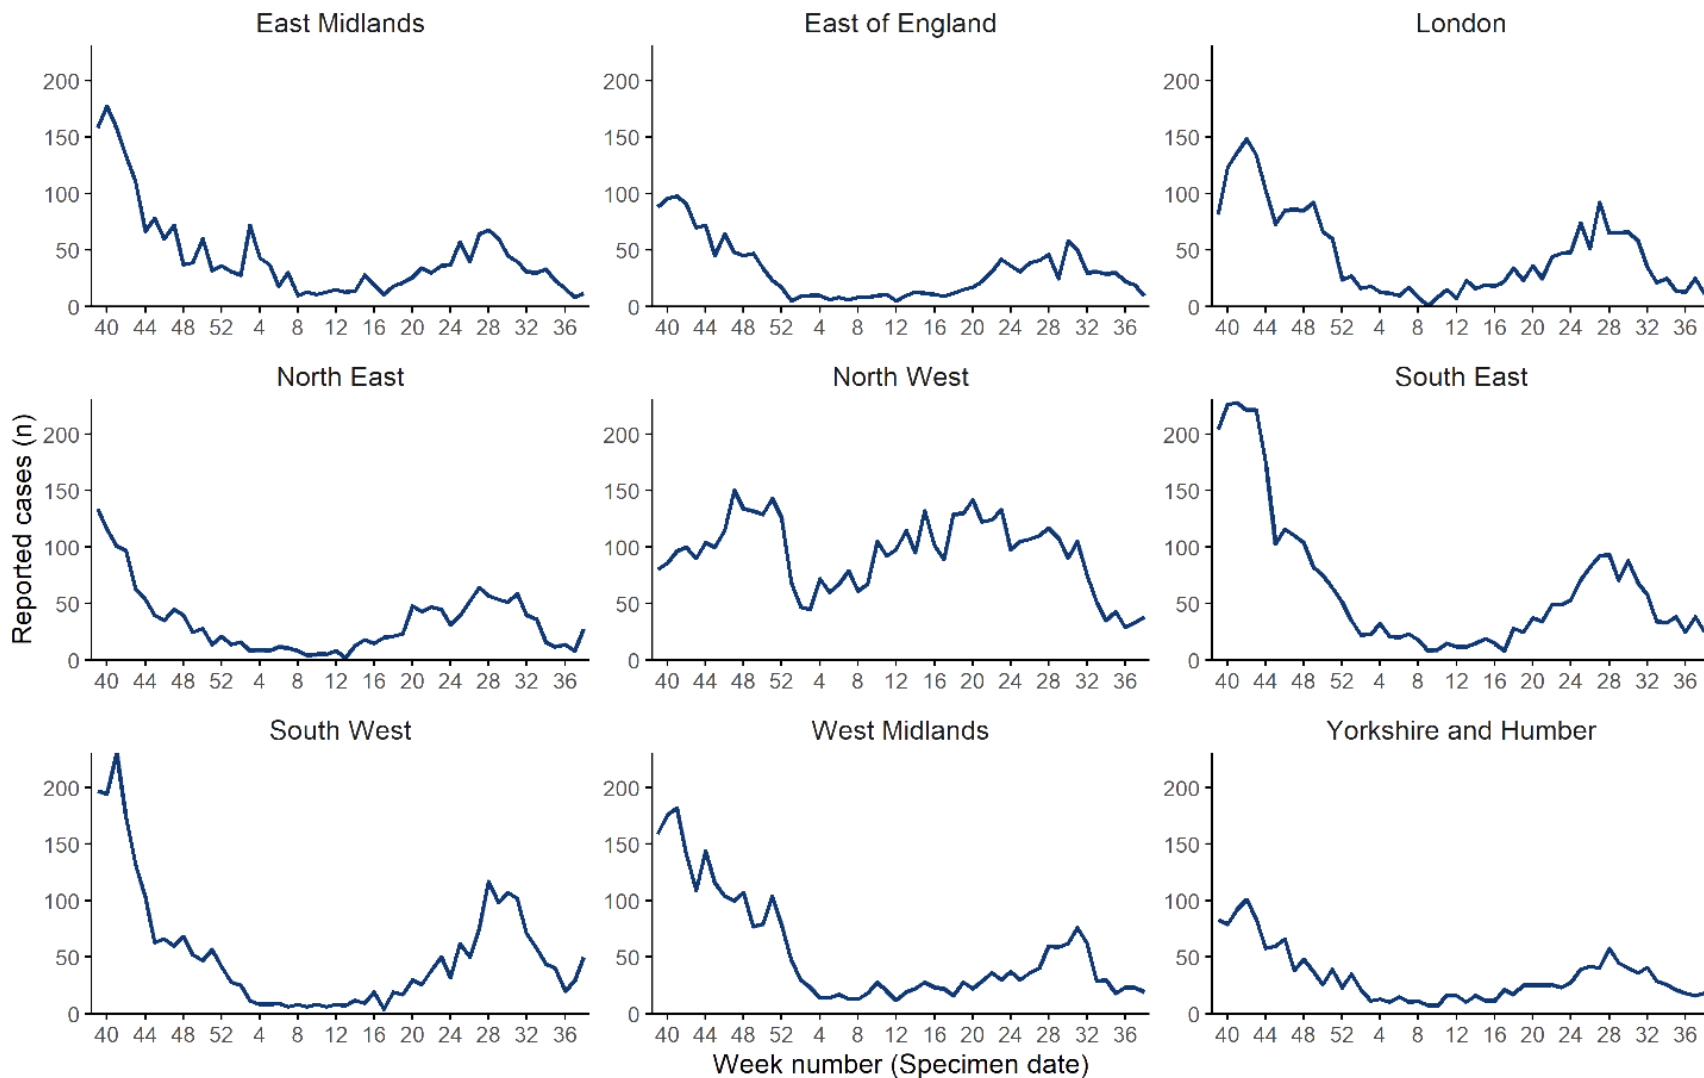 East Midlands
East of England
London
200
150
100
50
0
40 44 48 52 4 8 12 16 20 24 28 32 36
200
150
100
50
0
40 44 48 52 4 8 12 16 20 24 28 32 36
200
150
100
50
0
40 44 48 52 4 8 12 16 20 24 28 32 36
North East
North West
South East
Reported cases (n)
200
150
100
50
0
40 44 48 52 4 8 12 16 20 24 28 32 36
200
150
100
50
0
40 44 48 52 4 8 12 16 20 24 28 32 36
200
150
100
50
0
40 44 48 52 4 8 12 16 20 24 28 32 36
South West
West Midlands
Yorkshire and Humber
200
150
100
50
0
40 44 48 52 4 8 12 16 20 24 28 32 36
200
150
100
50
0
40 44 48 52 4 8 12 16 20 24 28 32 36
200
150
100
50
0
40 44 48 52 4 8 12 16 20 24 28 32 36
Week number (Specimen date)